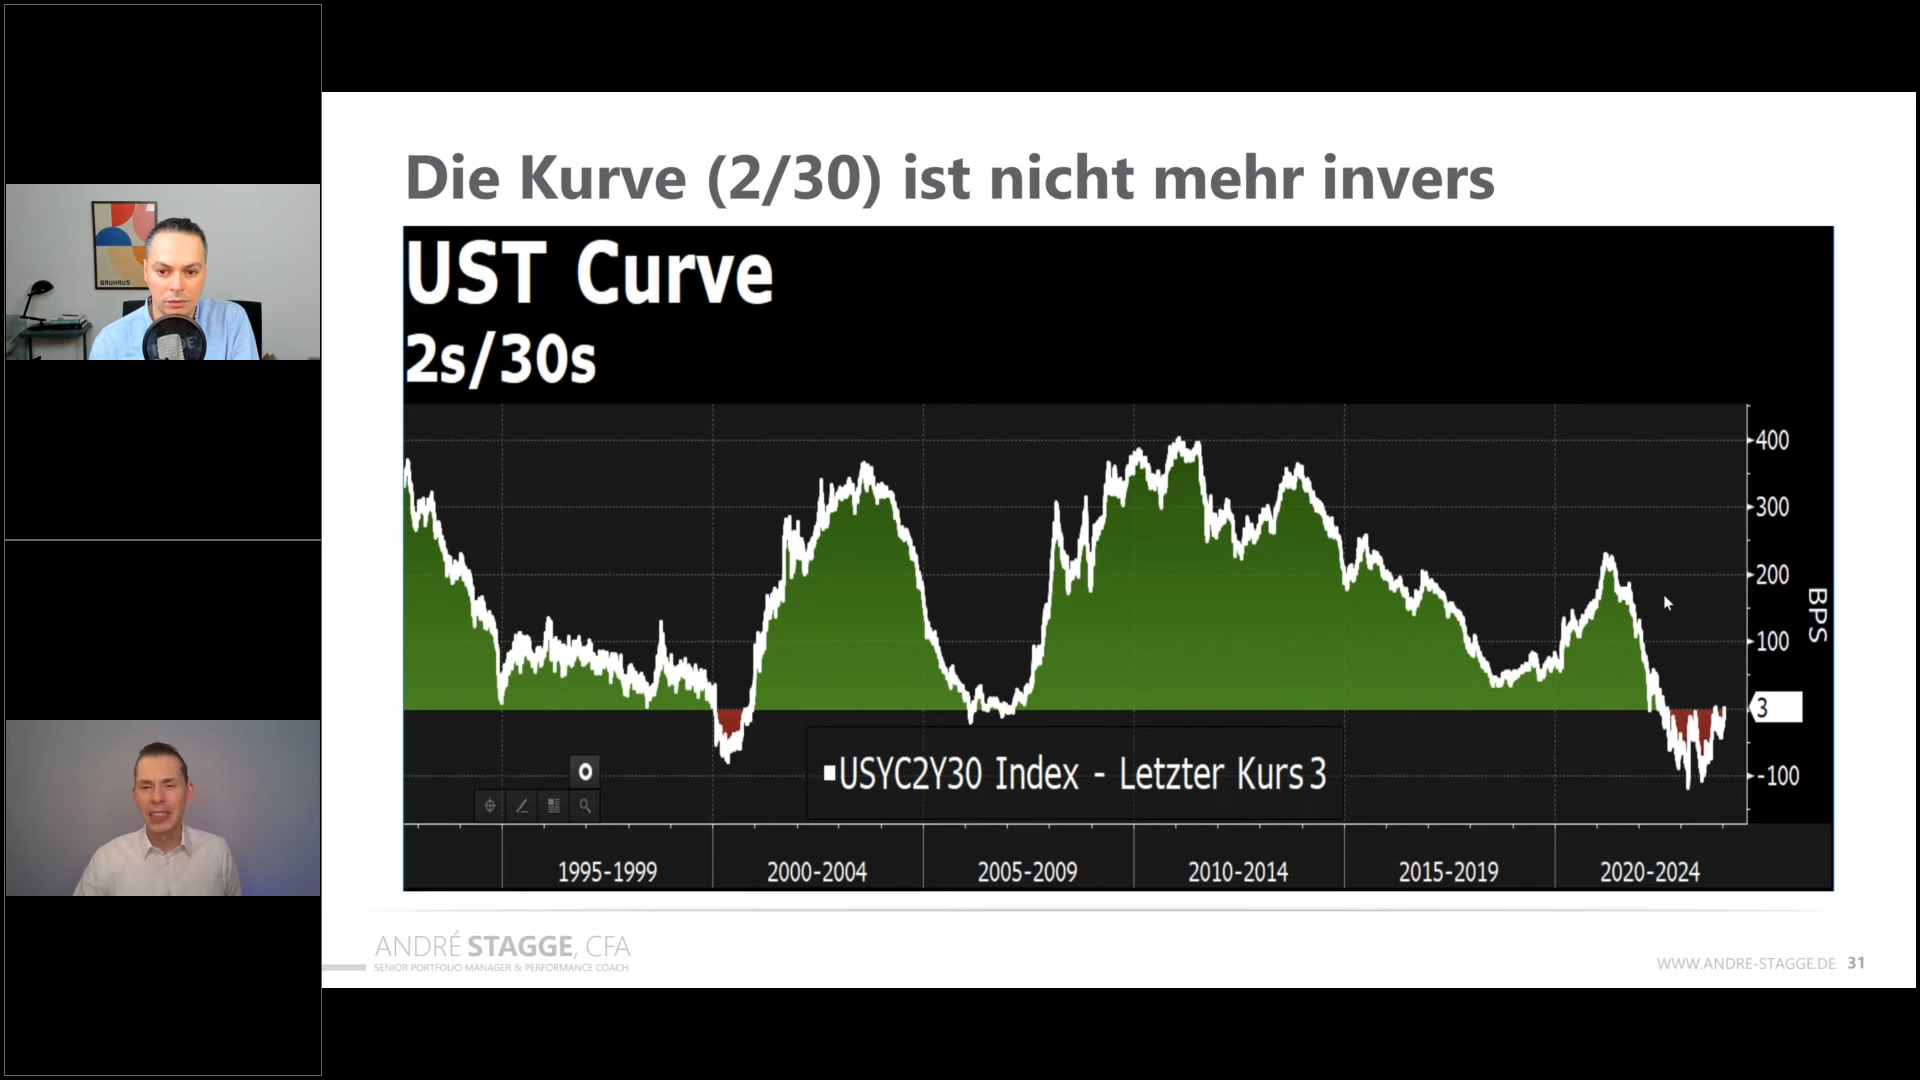 BAUHAUS
Die Kurve (2/30) ist nicht mehr invers
UST Curve
2s/30s
400
300
200
100
3
-100
BPS
USYC2Y30 Index - Letzter Kurs 3
1995-1999
2000-2004
2005-2009
2010-2014
2015-2019
2020-2024
ANDRÉ STAGGE, CFA
SENIOR PORTFOLIO MANAGER & PERFORMANCE COACH
WWW.ANDRE-STAGGE.DE 31